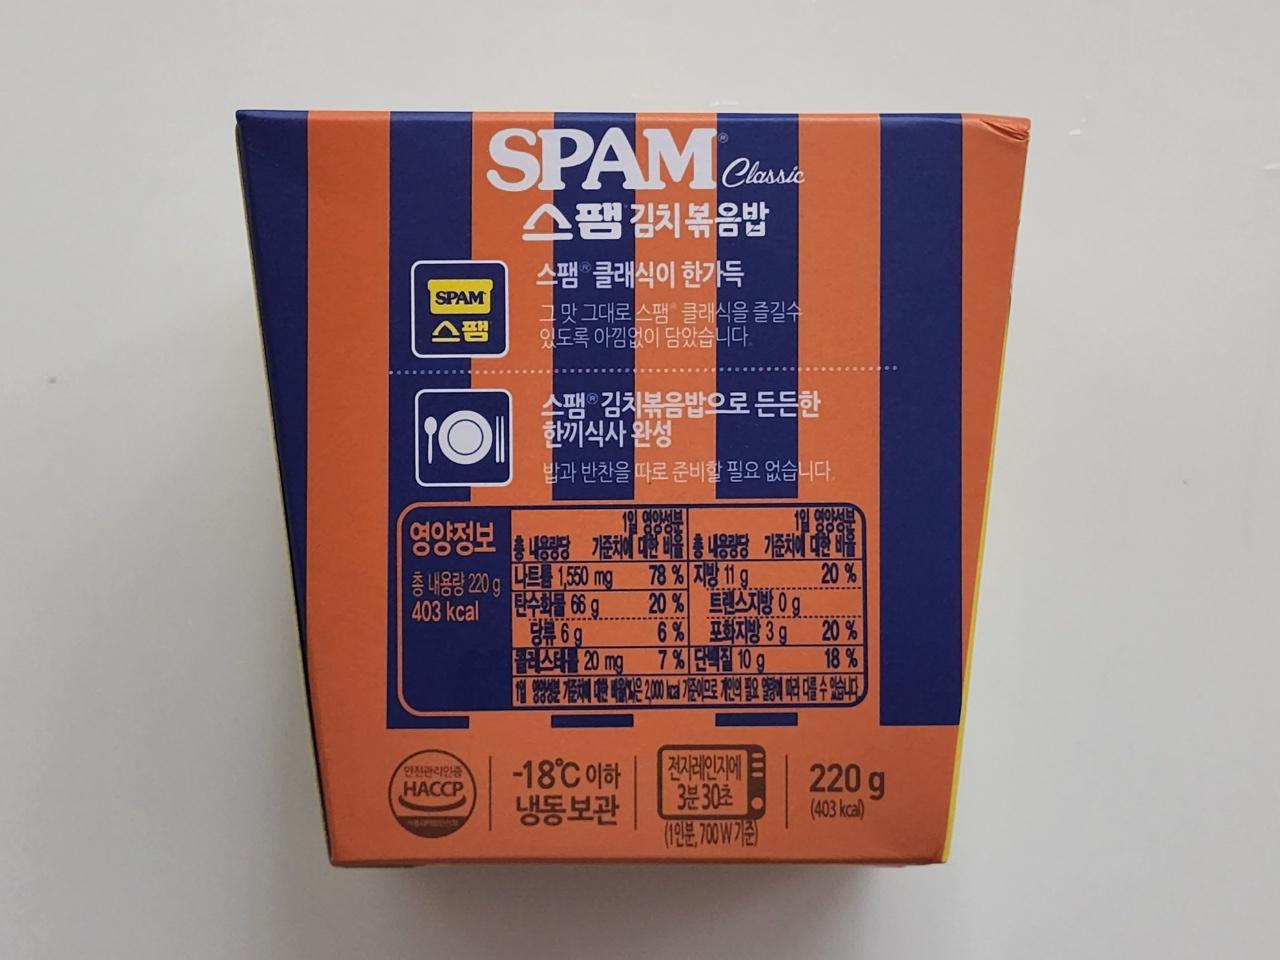 SPAM® Classic
스팸 김치볶음밥
SPAM
스팸
스팸® 클래식이 한가득
그 맛 그대로 스팸® 클래식을 즐길수
있도록 아낌없이 담았습니다.
스팸® 김치볶음밥으로 든든한
한끼식사 완성
밥과 반찬을 따로 준비할 필요 없습니다.
영양정보
총 내용량 220 g
403 kcal
총 내용량당 1일 영양성분 기준치에 대한 비율
나트륨 1,550 mg 78 %
탄수화물 66 g 20 %
당류 6 g 6 %
콜레스테롤 20 mg 7 %
총 내용량당 1일 영양성분 기준치에 대한 비율
지방 11 g 20 %
트랜스지방 0 g
포화지방 3 g 20 %
단백질 10 g 18 %
1일 영양성분 기준치에 대한 비율(%)은 2,000 kcal 기준이므로 개인의 필요 열량에 따라 다를 수 있습니다.
안전관리인증
HACCP
-18℃ 이하
냉동 보관
전자레인지에
3분 30초
(1인분, 700 W 기준)
220 g
(403 kcal)